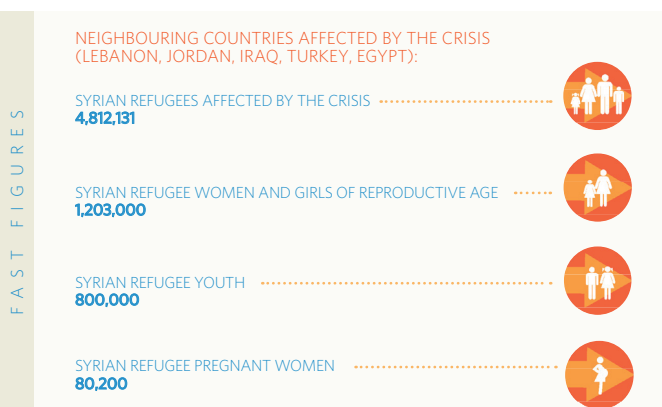 FAST FIGURES
NEIGHBOURING COUNTRIES AFFECTED BY THE CRISIS
(LEBANON, JORDAN, IRAQ, TURKEY, EGYPT):
SYRIAN REFUGEES AFFECTED BY THE CRISIS
4,812,131
SYRIAN REFUGEE WOMEN AND GIRLS OF REPRODUCTIVE AGE
1,203,000
SYRIAN REFUGEE YOUTH
800,000
SYRIAN REFUGEE PREGNANT WOMEN
80,200